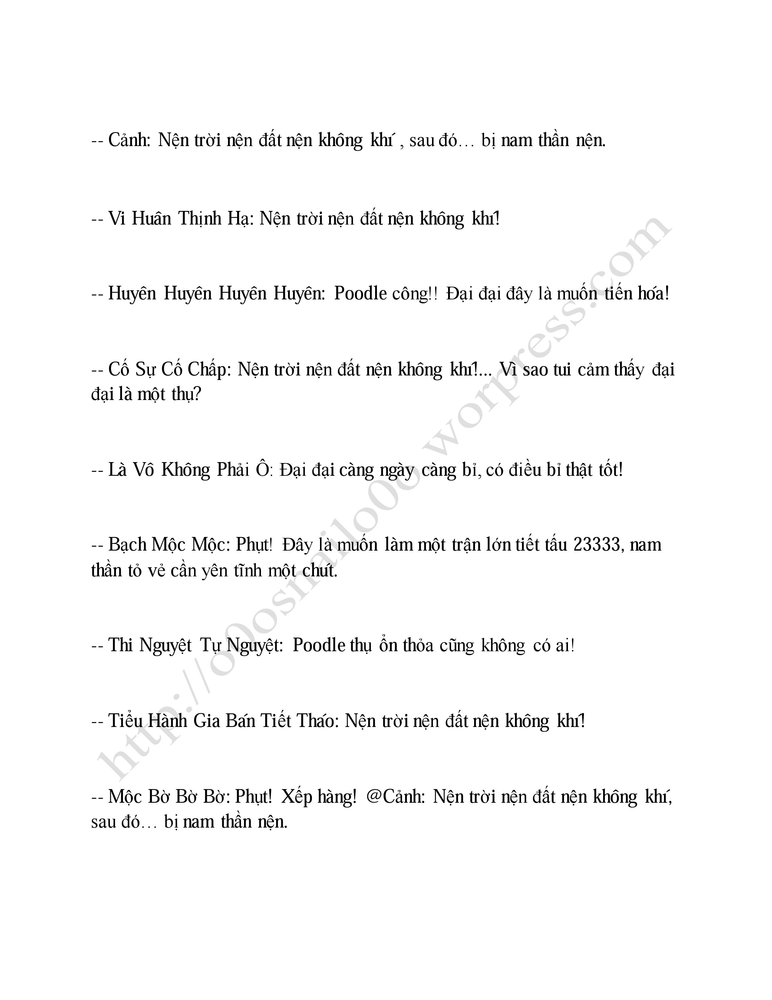 -- Cảnh: Nện trời nện đất nện không khí , sau đó… bị nam thần nện.
-- Vi Huân Thịnh Hạ: Nện trời nện đất nện không khí!
-- Huyên Huyên Huyên Huyên: Poodle công!! Đại đại đây là muốn tiến hóa!
-- Cố Sự Cố Chấp: Nện trời nện đất nện không khí!... Vì sao tui cảm thấy đại
đại là một thụ?
-- Là Vô Không Phải Ô: Đại đại càng ngày càng bỉ, có điều bỉ thật tốt!
-- Bạch Mộc Mộc: Phụt! Đây là muốn làm một trận lớn tiết tấu 23333, nam
thần tỏ vẻ cần yên tĩnh một chút.
-- Thi Nguyệt Tự Nguyệt: Poodle thụ ổn thỏa cũng không có ai!
-- Tiểu Hành Gia Bán Tiết Tháo: Nện trời nện đất nện không khí!
-- Mộc Bờ Bờ Bờ: Phụt! Xếp hàng! @Cảnh: Nện trời nện đất nện không khí,
sau đó… bị nam thần nện.
http://o0osnailo0o.worpress.com